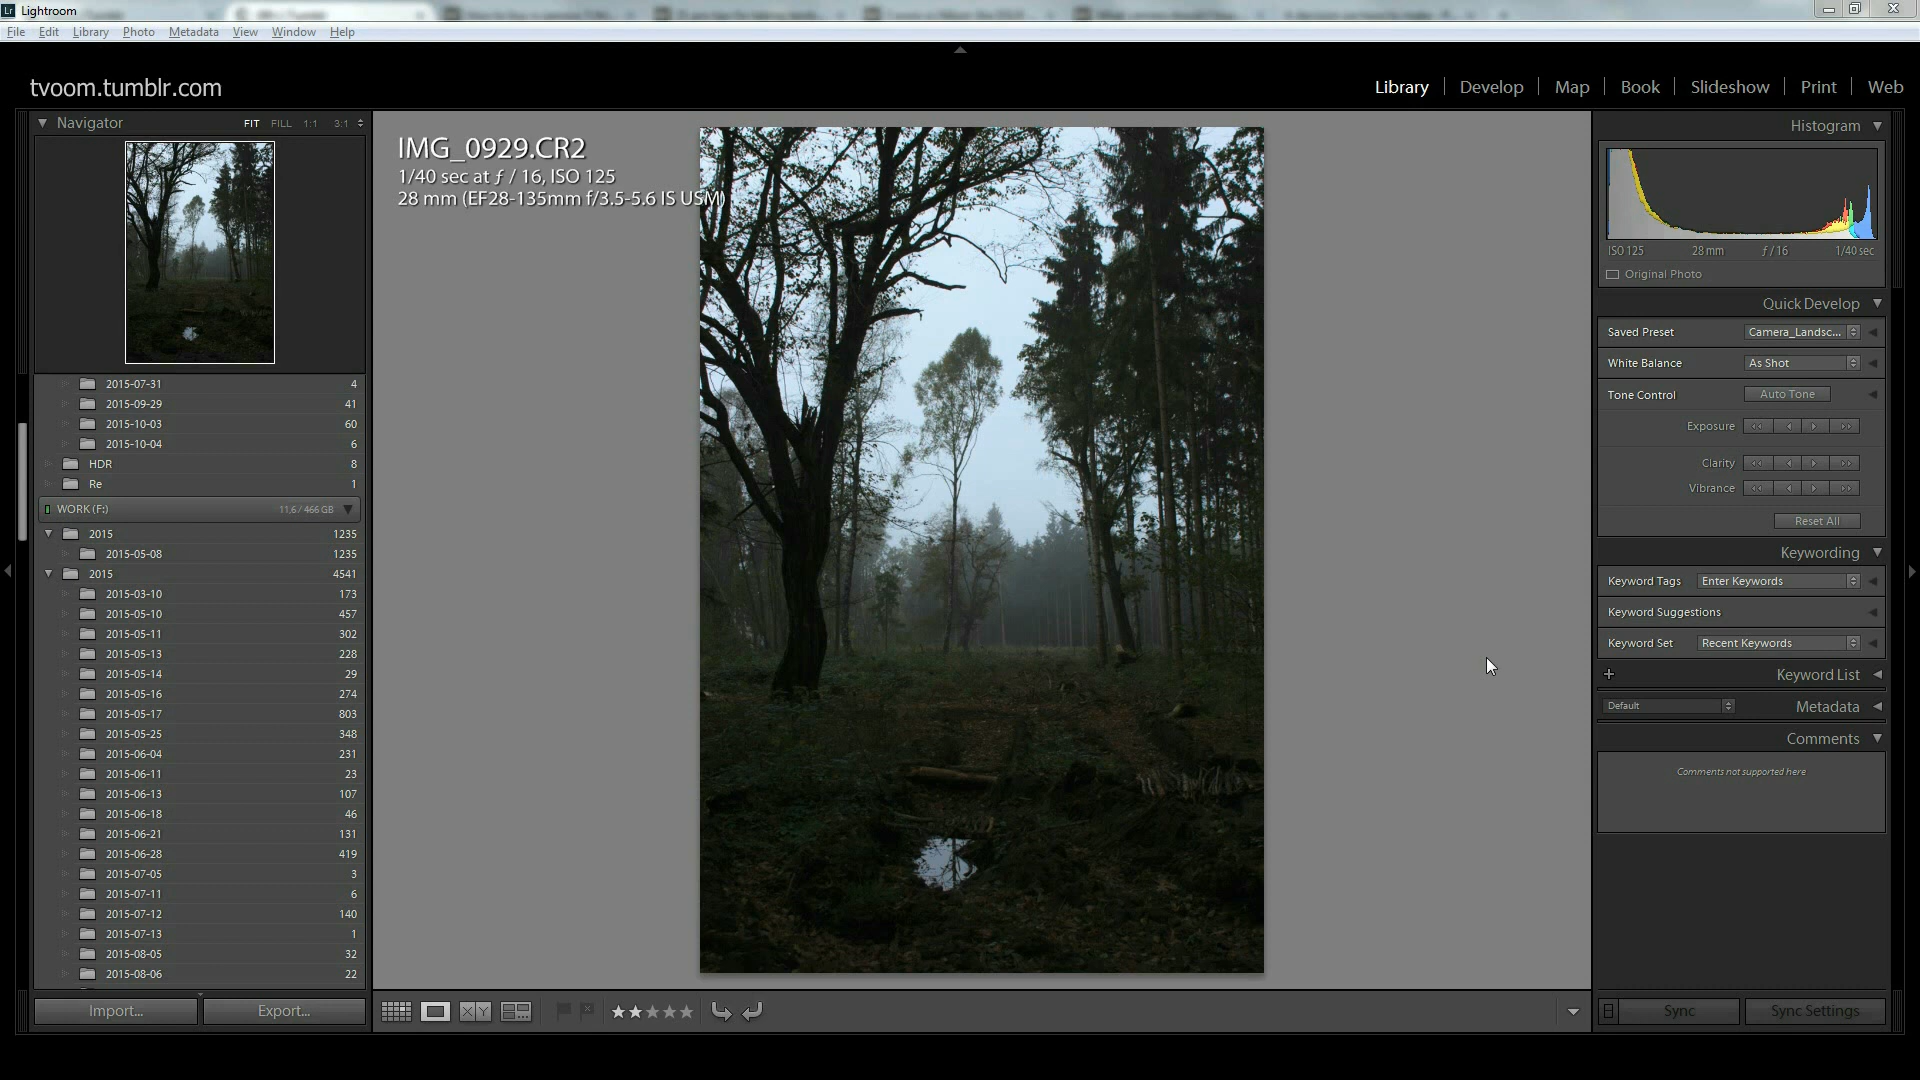 Lightroom
File Edit Library Photo Metadata View Window Help
tvoom.tumblr.com
Library Develop Map Book Slideshow Print Web
Navigator FIT FILL 1:1 3:1
2015-07-31 4
2015-09-29 41
2015-10-03 60
2015-10-04 6
HDR 8
Re 1
WORK (F:) 11,6 / 466 GB
2015 1235
2015-05-08 1235
2015 4541
2015-03-10 173
2015-05-10 457
2015-05-11 302
2015-05-13 228
2015-05-14 29
2015-05-16 274
2015-05-17 803
2015-05-25 348
2015-06-04 231
2015-06-11 23
2015-06-13 107
2015-06-18 46
2015-06-21 131
2015-06-28 419
2015-07-05 3
2015-07-11 6
2015-07-12 140
2015-07-13 1
2015-08-05 32
2015-08-06 22
Import... Export...
IMG_0929.CR2
1/40 sec at ƒ / 16, ISO 125
28 mm (EF28-135mm f/3.5-5.6 IS USM)
X Y
Histogram
ISO 125 28 mm ƒ / 16 1/40 sec
Original Photo
Quick Develop
Saved Preset Camera_Landsc...
White Balance As Shot
Tone Control Auto Tone
Exposure
Clarity
Vibrance
Reset All
Keywording
Keyword Tags Enter Keywords
Keyword Suggestions
Keyword Set Recent Keywords
Keyword List
Default Metadata
Comments
Comments not supported here
Sync Sync Settings